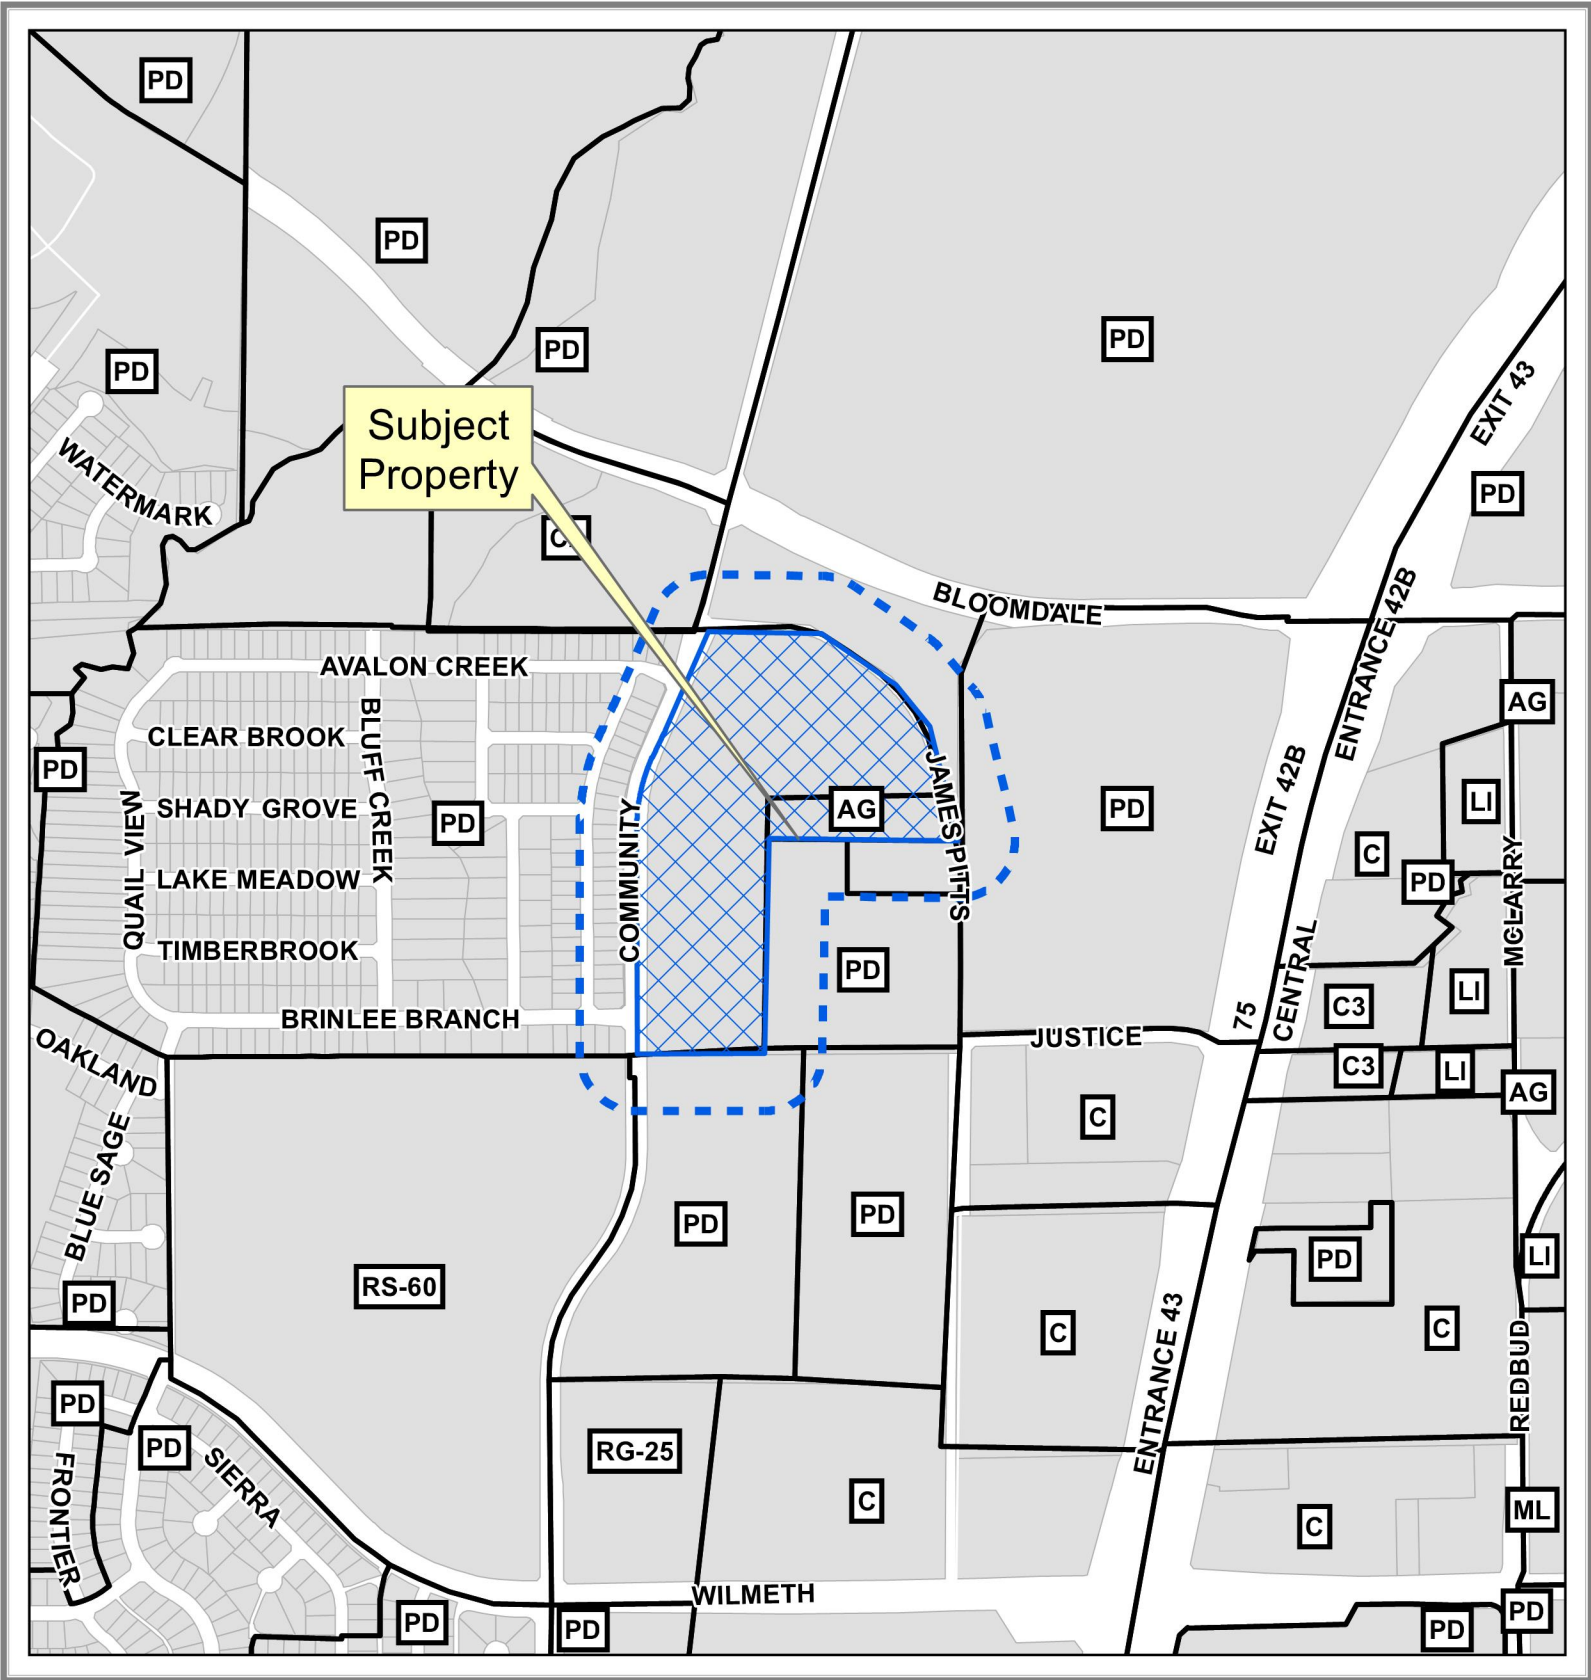 PD
PD
PD
PD
PD
EXIT 43
PD
Subject
Property
WATERMARK
BLOOMDALE
ENTRANCE 42B
AVALON CREEK
AG
CLEAR BROOK
BLUFF CREEK
PD
EXIT 42B
SHADY GROVE
QUAIL VIEW
PD
COMMUNITY
AG
JAMES PITTS
PD
LI
C
PD
LAKE MEADOW
MCLARRY
TIMBERBROOK
PD
LI
C3
BRINLEE BRANCH
75
CENTRAL
JUSTICE
OAKLAND
C3
LI
AG
C
BLUE SAGE
PD
PD
PD
LI
RS-60
PD
C
C
ENTRANCE 43
REDBUD
PD
PD
SIERRA
FRONTIER
RG-25
C
C
ML
WILMETH
PD
PD
PD
PD